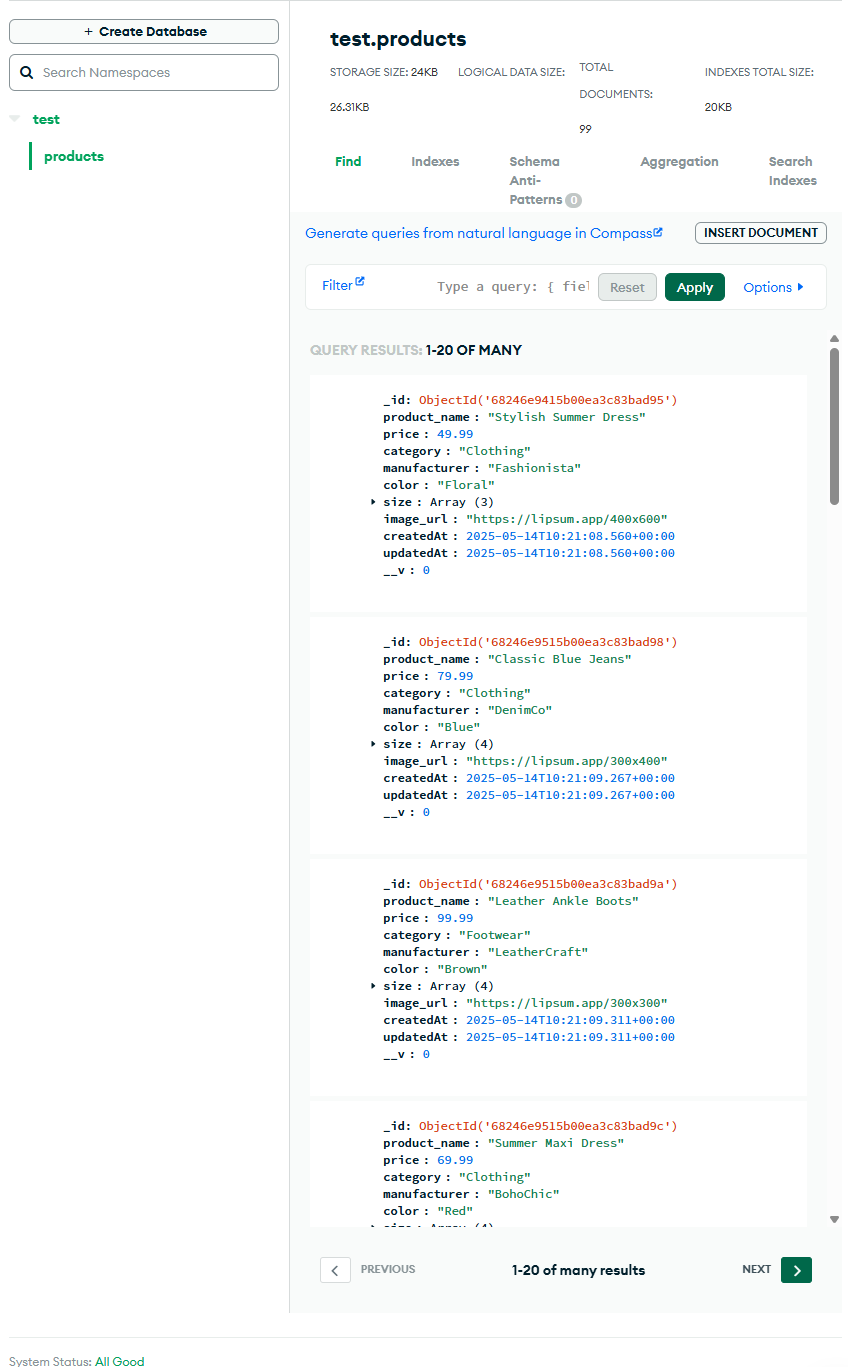 + Create Database
Search Namespaces
test
products
test.products
STORAGE SIZE: 24KB LOGICAL DATA SIZE: 26.31KB TOTAL DOCUMENTS: 99 INDEXES TOTAL SIZE: 20KB
Find
Indexes
Schema
Anti-
Patterns 0
Aggregation
Search
Indexes
Generate queries from natural language in Compass
INSERT DOCUMENT
Filter
Type a query: { fiel
Reset
Apply
Options
QUERY RESULTS: 1-20 OF MANY
_id: ObjectId('68246e9415b00ea3c83bad95')
product_name : "Stylish Summer Dress"
price : 49.99
category : "Clothing"
manufacturer : "Fashionista"
color : "Floral"
size : Array (3)
image_url : "https://lipsum.app/400x600"
createdAt : 2025-05-14T10:21:08.560+00:00
updatedAt : 2025-05-14T10:21:08.560+00:00
__v : 0
_id: ObjectId('68246e9515b00ea3c83bad98')
product_name : "Classic Blue Jeans"
price : 79.99
category : "Clothing"
manufacturer : "DenimCo"
color : "Blue"
size : Array (4)
image_url : "https://lipsum.app/300x400"
createdAt : 2025-05-14T10:21:09.267+00:00
updatedAt : 2025-05-14T10:21:09.267+00:00
__v : 0
_id: ObjectId('68246e9515b00ea3c83bad9a')
product_name : "Leather Ankle Boots"
price : 99.99
category : "Footwear"
manufacturer : "LeatherCraft"
color : "Brown"
size : Array (4)
image_url : "https://lipsum.app/300x300"
createdAt : 2025-05-14T10:21:09.311+00:00
updatedAt : 2025-05-14T10:21:09.311+00:00
__v : 0
_id: ObjectId('68246e9515b00ea3c83bad9c')
product_name : "Summer Maxi Dress"
price : 69.99
category : "Clothing"
manufacturer : "BohoChic"
color : "Red"
size : Array (4)
PREVIOUS
1-20 of many results
NEXT
System Status: All Good